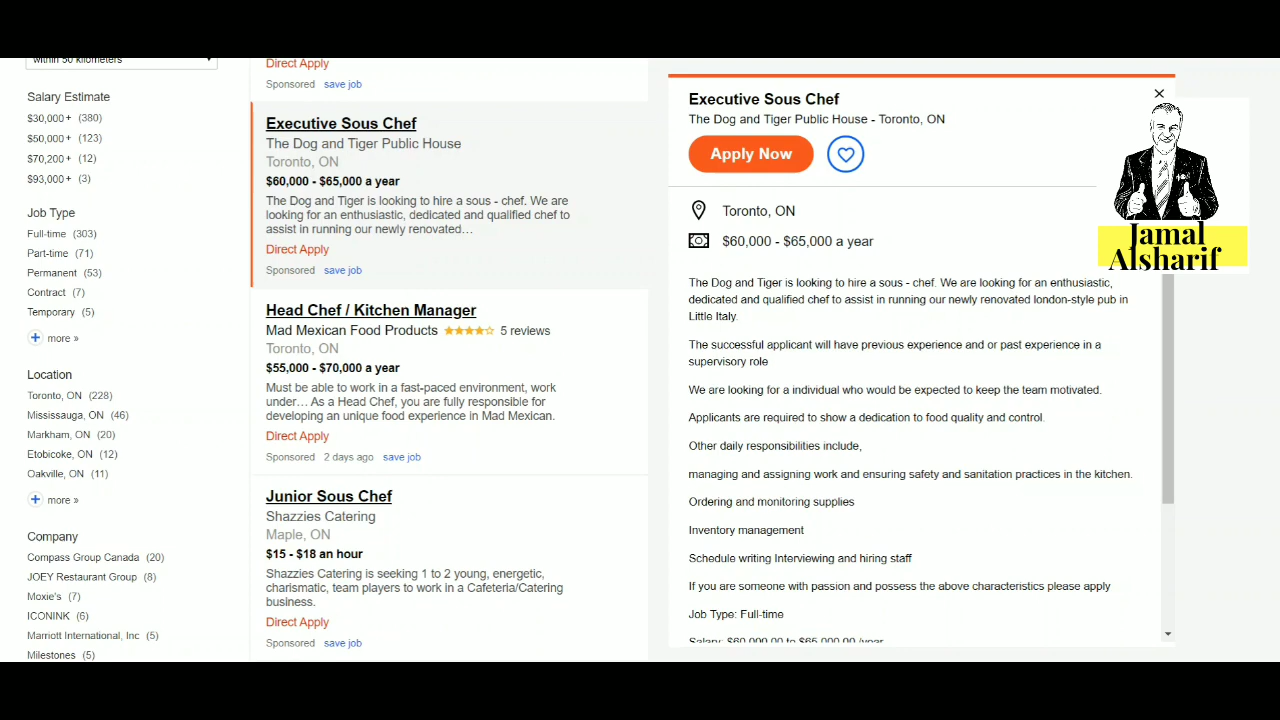 within 50 kilometers
Salary Estimate
$30,000+ (380)
$50,000+ (123)
$70,200+ (12)
$93,000+ (3)
Job Type
Full-time (303)
Part-time (71)
Permanent (53)
Contract (7)
Temporary (5)
more »
Location
Toronto, ON (228)
Mississauga, ON (46)
Markham, ON (20)
Etobicoke, ON (12)
Oakville, ON (11)
more »
Company
Compass Group Canada (20)
JOEY Restaurant Group (8)
Moxie's (7)
ICONINK (6)
Marriott International, Inc (5)
Milestones (5)
Direct Apply
Sponsored save job
Executive Sous Chef
The Dog and Tiger Public House
Toronto, ON
$60,000 - $65,000 a year
The Dog and Tiger is looking to hire a sous - chef. We are
looking for an enthusiastic, dedicated and qualified chef to
assist in running our newly renovated…
Direct Apply
Sponsored save job
Head Chef / Kitchen Manager
Mad Mexican Food Products 5 reviews
Toronto, ON
$55,000 - $70,000 a year
Must be able to work in a fast-paced environment, work
under… As a Head Chef, you are fully responsible for
developing an unique food experience in Mad Mexican.
Direct Apply
Sponsored 2 days ago save job
Junior Sous Chef
Shazzies Catering
Maple, ON
$15 - $18 an hour
Shazzies Catering is seeking 1 to 2 young, energetic,
charismatic, team players to work in a Cafeteria/Catering
business.
Direct Apply
Sponsored save job
Executive Sous Chef
The Dog and Tiger Public House - Toronto, ON
Apply Now
Toronto, ON
$60,000 - $65,000 a year
The Dog and Tiger is looking to hire a sous - chef. We are looking for an enthusiastic,
dedicated and qualified chef to assist in running our newly renovated london-style pub in
Little Italy.
The successful applicant will have previous experience and or past experience in a
supervisory role
We are looking for a individual who would be expected to keep the team motivated.
Applicants are required to show a dedication to food quality and control.
Other daily responsibilities include,
managing and assigning work and ensuring safety and sanitation practices in the kitchen.
Ordering and monitoring supplies
Inventory management
Schedule writing Interviewing and hiring staff
If you are someone with passion and possess the above characteristics please apply
Job Type: Full-time
Salary: $60,000.00 to $65,000.00 /year
Jamal
Alsharif